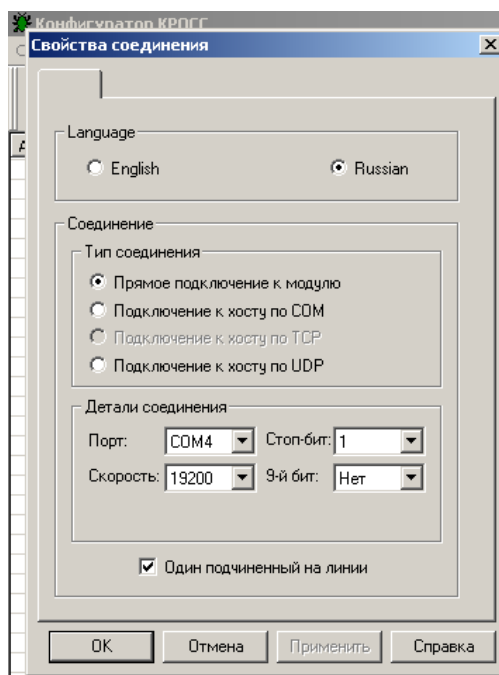 Конфигуратор КРОСС
Свойства соединения
Language
English
Russian
Соединение
Тип соединения
Прямое подключение к модулю
Подключение к хосту по COM
Подключение к хосту по TCP
Подключение к хосту по UDP
Детали соединения
Порт: COM4 Стоп-бит: 1
Скорость: 19200 9-й бит: Нет
Один подчиненный на линии
OK Отмена Применить Справка